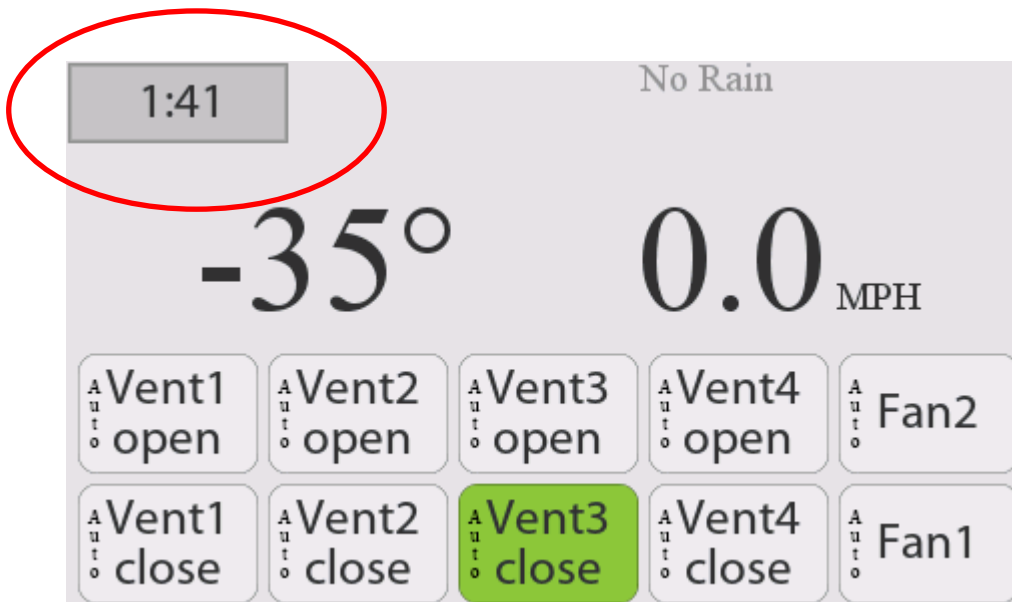 1:41
No Rain
-35° 0.0 MPH
Auto Vent1 open
Auto Vent2 open
Auto Vent3 open
Auto Vent4 open
Auto Fan2
Auto Vent1 close
Auto Vent2 close
Auto Vent3 close
Auto Vent4 close
Auto Fan1